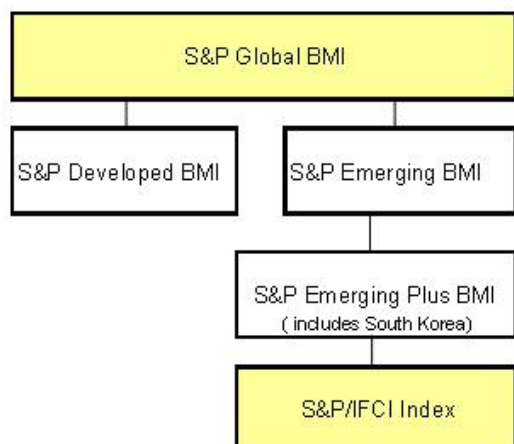 S&P Global BMI
S&P Developed BMI
S&P Emerging BMI
S&P Emerging Plus BMI
( includes South Korea)
S&P/IFCI Index